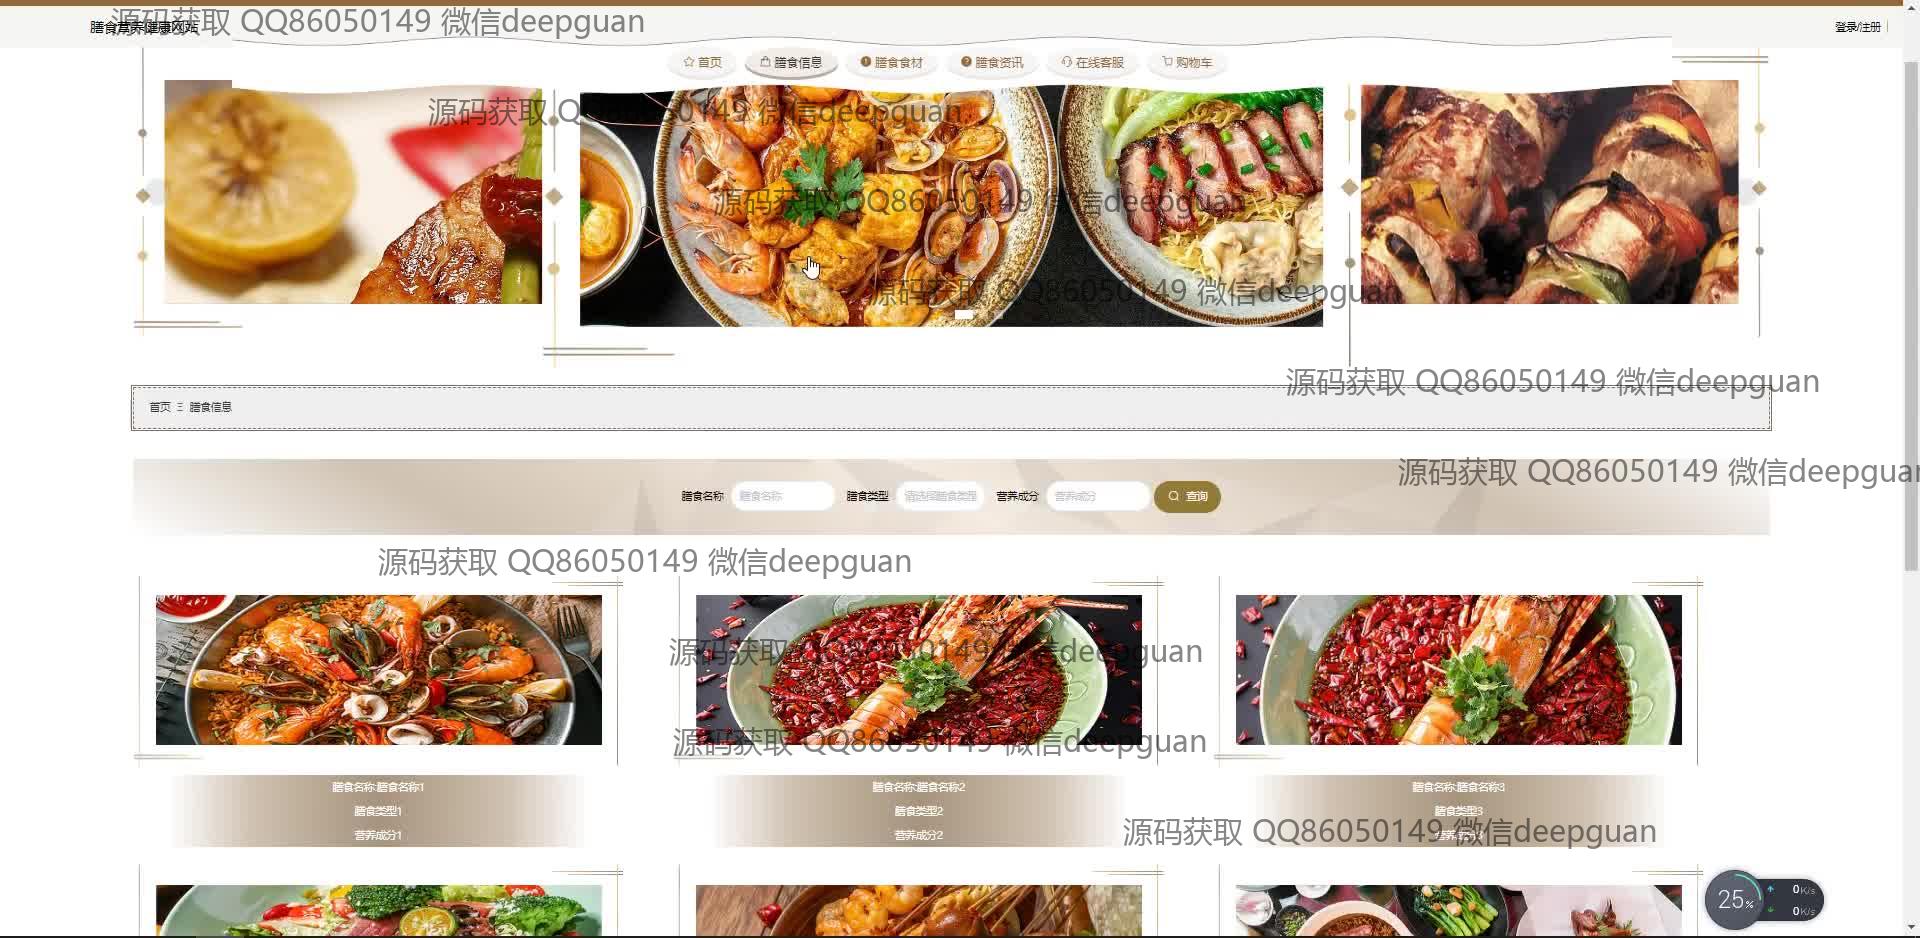 源码获取 QQ86050149 微信deepguan
膳食营养健康网站
登录/注册
首页
膳食信息
膳食食材
膳食资讯
在线客服
购物车
源码获取 QQ86050149 微信deepguan
源码获取 QQ86050149 微信deepguan
源码获取 QQ86050149 微信deepguan
源码获取 QQ86050149 微信deepguan
首页 Ξ 膳食信息
源码获取 QQ86050149 微信deepguan
膳食名称 膳食名称 膳食类型 请选择膳食类型 营养成分 营养成分 查询
源码获取 QQ86050149 微信deepguan
源码获取 QQ86050149 微信deepguan
源码获取 QQ86050149 微信deepguan
膳食名称:膳食名称1
膳食类型1
营养成分1
膳食名称:膳食名称2
膳食类型2
营养成分2
膳食名称:膳食名称3
膳食类型3
营养成分3
源码获取 QQ86050149 微信deepguan
25%
0K/s
0K/s